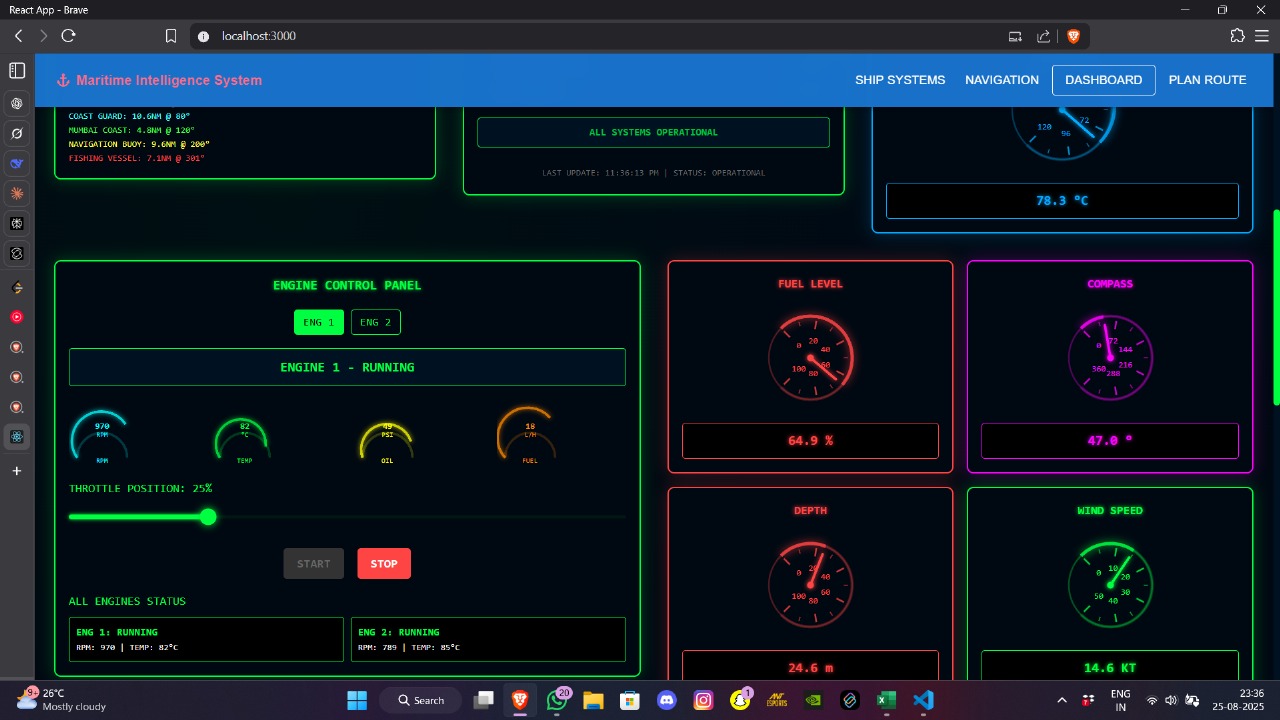 React App - Brave
localhost:3000
Maritime Intelligence System
SHIP SYSTEMS
NAVIGATION
DASHBOARD
PLAN ROUTE
COAST GUARD: 10.6NM @ 80°
MUMBAI COAST: 4.8NM @ 120°
NAVIGATION BUOY: 9.6NM @ 200°
FISHING VESSEL: 7.1NM @ 301°
ALL SYSTEMS OPERATIONAL
LAST UPDATE: 11:36:13 PM | STATUS: OPERATIONAL
72
96
120
78.3 °C
ENGINE CONTROL PANEL
ENG 1
ENG 2
ENGINE 1 - RUNNING
970
RPM
RPM
82
°C
TEMP
49
PSI
OIL
18
L/H
FUEL
THROTTLE POSITION: 25%
START
STOP
ALL ENGINES STATUS
ENG 1: RUNNING
RPM: 970 | TEMP: 82°C
ENG 2: RUNNING
RPM: 789 | TEMP: 85°C
FUEL LEVEL
0
20
40
60
80
100
64.9 %
COMPASS
0
72
144
216
288
360
47.0 °
DEPTH
0
20
40
60
80
100
24.6 m
WIND SPEED
0
10
20
30
40
50
14.6 KT
9+
26°C
Mostly cloudy
Search
20
ANT
ESPORTS
1
ENG
IN
23:36
25-08-2025